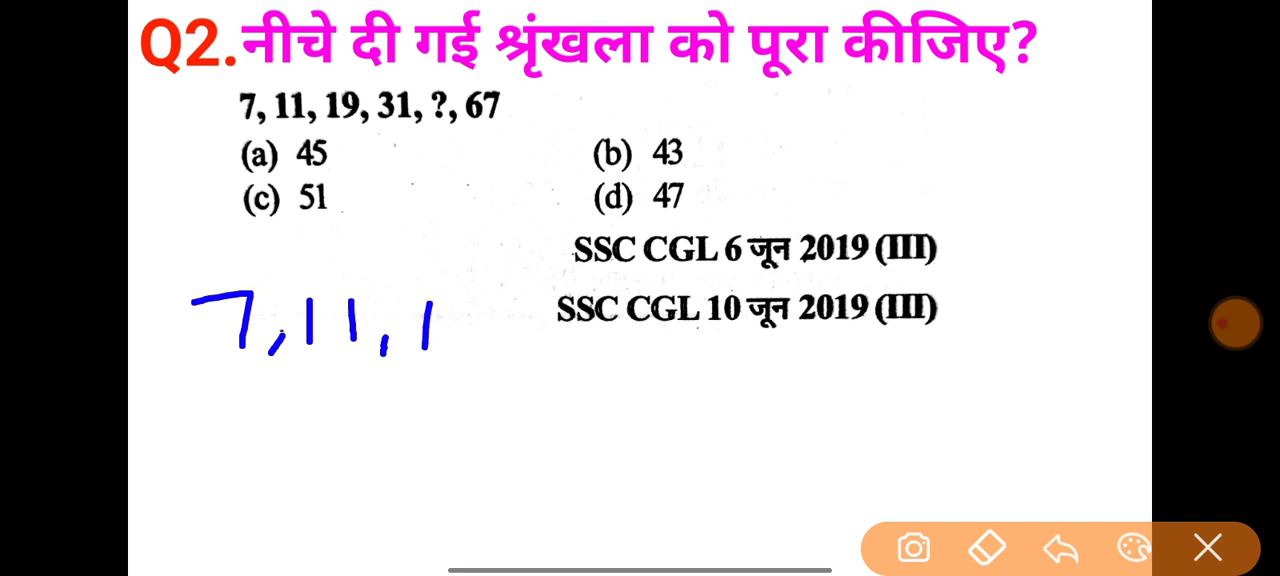 Q2.नीचे दी गई श्रृंखला को पूरा कीजिए?
7, 11, 19, 31, ?, 67
(a) 45 (b) 43
(c) 51 (d) 47
SSC CGL 6 जून 2019 (III)
SSC CGL 10 जून 2019 (III)
7,11,1